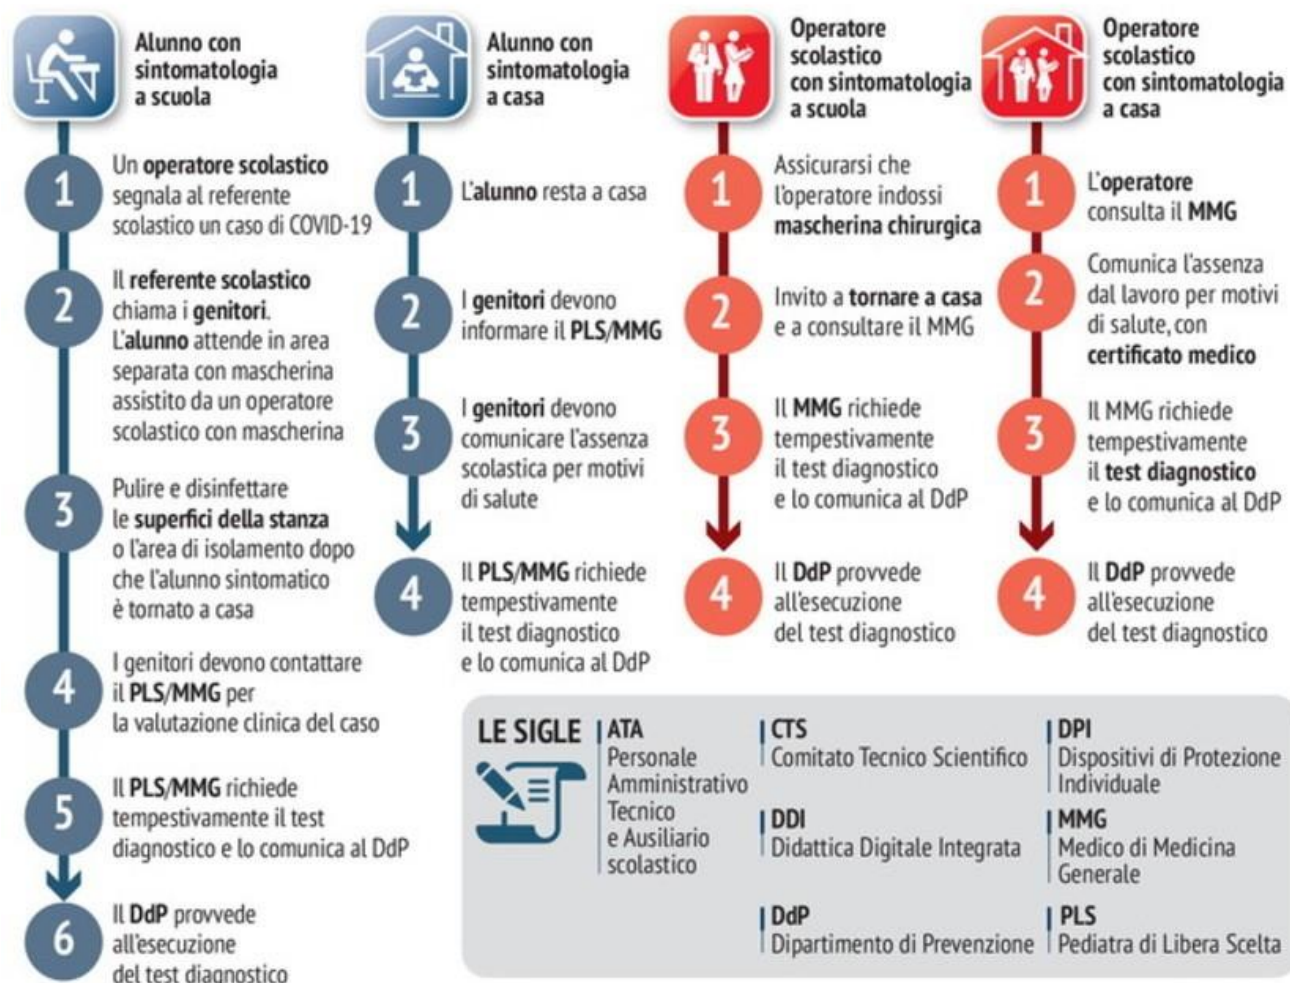 Alunno con
sintomatologia
a scuola
1
Un operatore scolastico
segnala al referente
scolastico un caso di COVID-19
2
Il referente scolastico
chiama i genitori.
L'alunno attende in area
separata con mascherina
assistito da un operatore
scolastico con mascherina
3
Pulire e disinfettare
le superfici della stanza
o l'area di isolamento dopo
che l'alunno sintomatico
è tornato a casa
4
I genitori devono contattare
il PLS/MMG per
la valutazione clinica del caso
5
Il PLS/MMG richiede
tempestivamente il test
diagnostico e lo comunica al DdP
6
Il DdP provvede
all'esecuzione
del test diagnostico
Alunno con
sintomatologia
a casa
1
L'alunno resta a casa
2
I genitori devono
informare il PLS/MMG
3
I genitori devono
comunicare l'assenza
scolastica per motivi
di salute
4
Il PLS/MMG richiede
tempestivamente
il test diagnostico
e lo comunica al DdP
Operatore
scolastico
con sintomatologia
a scuola
1
Assicurarsi che
l'operatore indossi
mascherina chirurgica
2
Invito a tornare a casa
e a consultare il MMG
3
Il MMG richiede
tempestivamente
il test diagnostico
e lo comunica al DdP
4
Il DdP provvede
all'esecuzione
del test diagnostico
Operatore
scolastico
con sintomatologia
a casa
1
L'operatore
consulta il MMG
2
Comunica l'assenza
dal lavoro per motivi
di salute, con
certificato medico
3
Il MMG richiede
tempestivamente
il test diagnostico
e lo comunica al DdP
4
Il DdP provvede
all'esecuzione
del test diagnostico
LE SIGLE
ATA
Personale
Amministrativo
Tecnico
e Ausiliario
scolastico
CTS
Comitato Tecnico Scientifico
DDI
Didattica Digitale Integrata
DdP
Dipartimento di Prevenzione
DPI
Dispositivi di Protezione
Individuale
MMG
Medico di Medicina
Generale
PLS
Pediatra di Libera Scelta